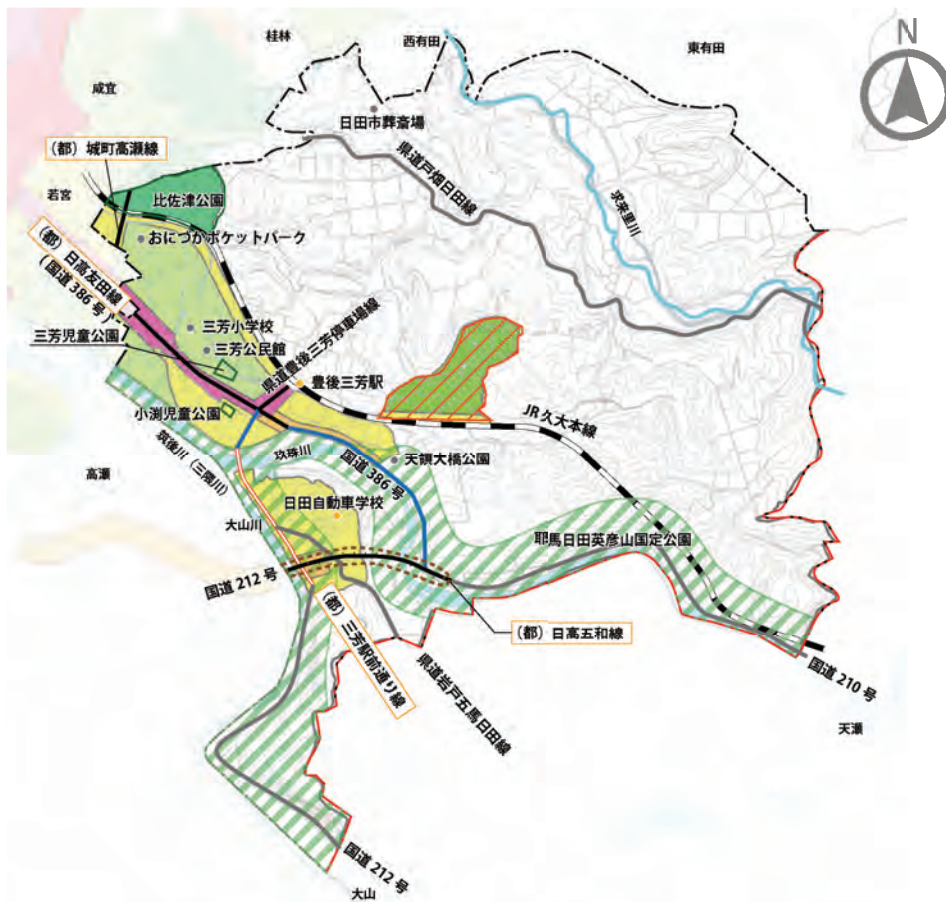 桂林
西有田
東有田
N
咸宜
日田市葬斎場
(都) 城町高瀬線
県道戸畑日田線
求来里川
若宮
比佐津公園
おにづかポケットパーク
(都) 日高友田線
(国道 386 号)
三芳小学校
三芳児童公園
三芳公民館
県道豊後三芳停車場線
豊後三芳駅
小渕児童公園
JR 久大本線
筑後川 (三隈川)
玖珠川
国道 386 号
天領大橋公園
高瀬
日田自動車学校
大山川
耶馬日田英彦山国定公園
国道 212 号
(都) 三芳駅前通り線
(都) 日高五和線
県道岩戸五馬日田線
国道 210 号
天瀬
国道 212 号
大山